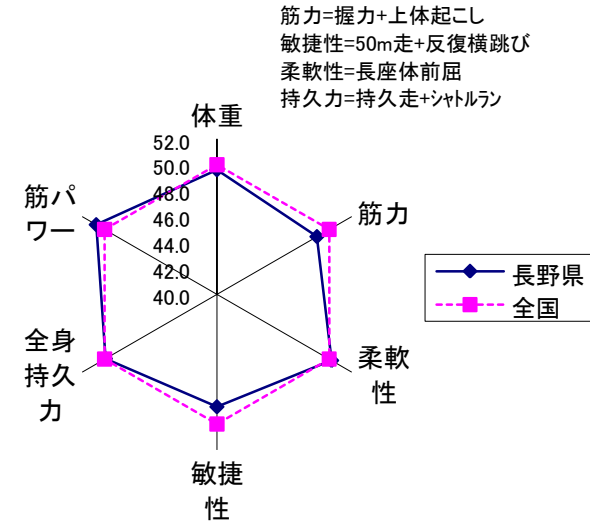 筋力=握力+上体起こし
敏捷性=50m走+反復横跳び
柔軟性=長座体前屈
持久力=持久走+ｼｬﾄﾙﾗﾝ
体重
52.0
50.0
48.0
46.0
44.0
42.0
40.0
筋パ
ワー
筋力
長野県
全国
全身
持久
力
柔軟
性
敏捷
性